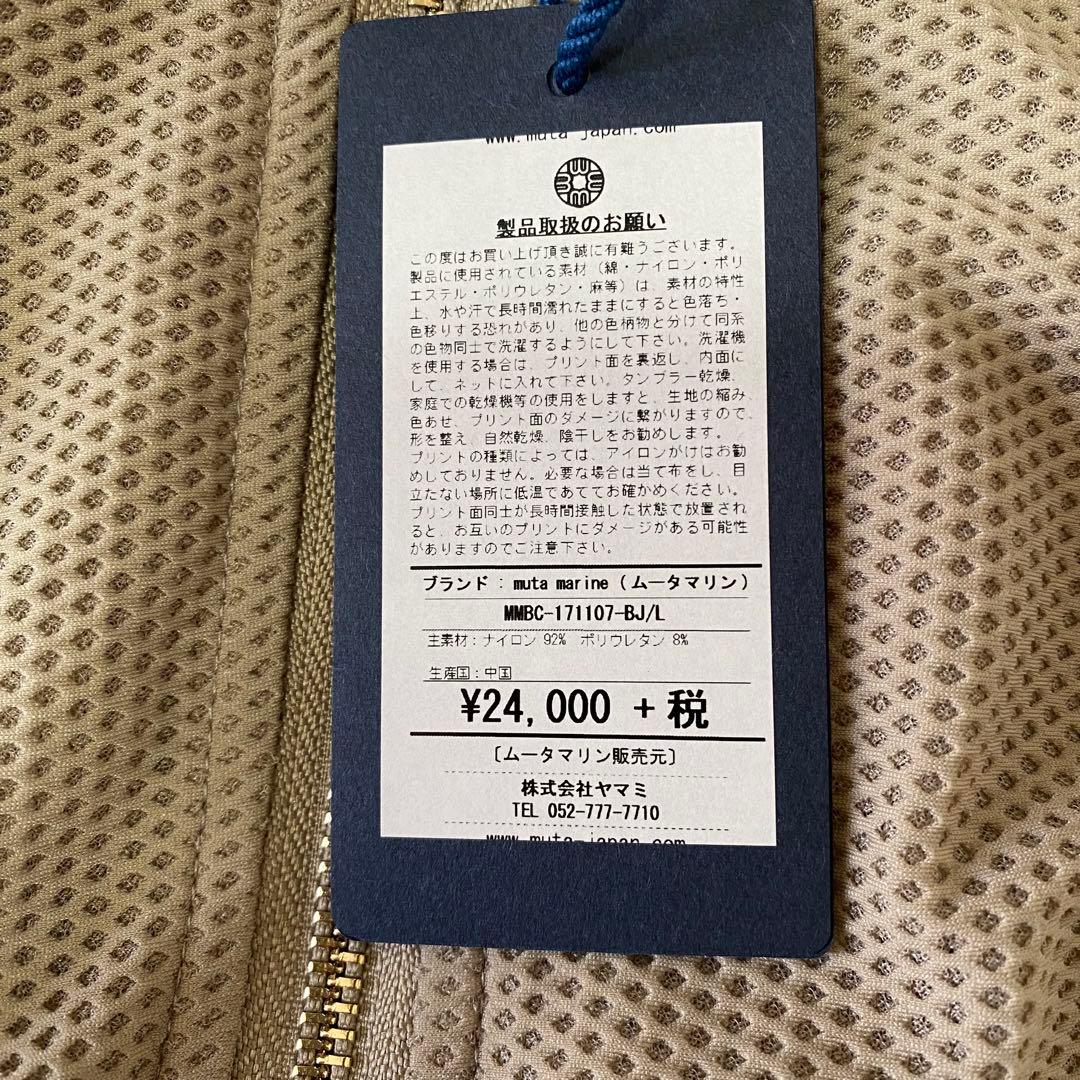 www.muta-japan.com
製品取扱のお願い
この度はお買い上げ頂き誠に有難うございます。
製品に使用されている素材（綿・ナイロン・ポリ
エステル・ポリウレタン・麻等）は、素材の特性
上、水や汗で長時間濡れたままにすると色落ち・
色移りする恐れがあり、他の色柄物と分けて同系
の色物同士で洗濯するようにして下さい。洗濯機
を使用する場合は、プリント面を裏返し、内面に
して、ネットに入れて下さい。タンブラー乾燥、
家庭での乾燥機等の使用をしますと、生地の縮み、
色あせ、プリント面のダメージに繋がりますので、
形を整え、自然乾燥、陰干しをお勧めします。
プリントの種類によっては、アイロンがけはお勧
めしておりません。必要な場合は当て布をし、目
立たない場所に低温であててお確かめください。
プリント面同士が長時間接触した状態で放置され
ると、お互いのプリントにダメージがある可能性
がありますのでご注意下さい。
ブランド：muta marine（ムータマリン）
MMBC-171107-BJ/L
主素材：ナイロン 92% ポリウレタン 8%
生産国：中国
¥24,000 +税
〔ムータマリン販売元〕
株式会社ヤマミ
TEL 052-777-7710
www.muta-japan.com